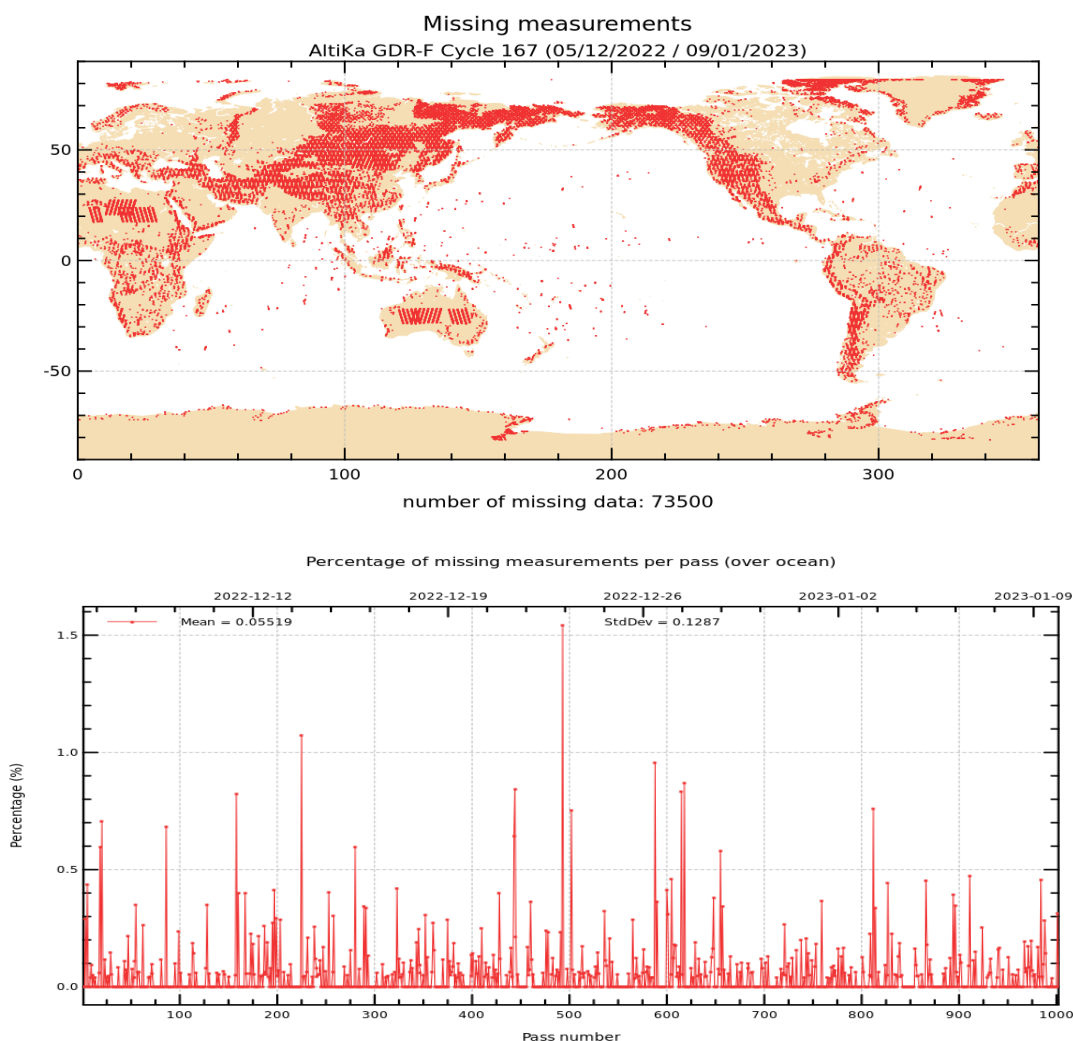 Missing measurements
AltiKa GDR-F Cycle 167 (05/12/2022 / 09/01/2023)
50
0
-50
0 100 200 300
number of missing data: 73500
Percentage of missing measurements per pass (over ocean)
2022-12-12 2022-12-19 2022-12-26 2023-01-02 2023-01-09
Mean = 0.05519 StdDev = 0.1287
1.5
1.0
0.5
0.0
Percentage (%)
100 200 300 400 500 600 700 800 900 1000
Pass number